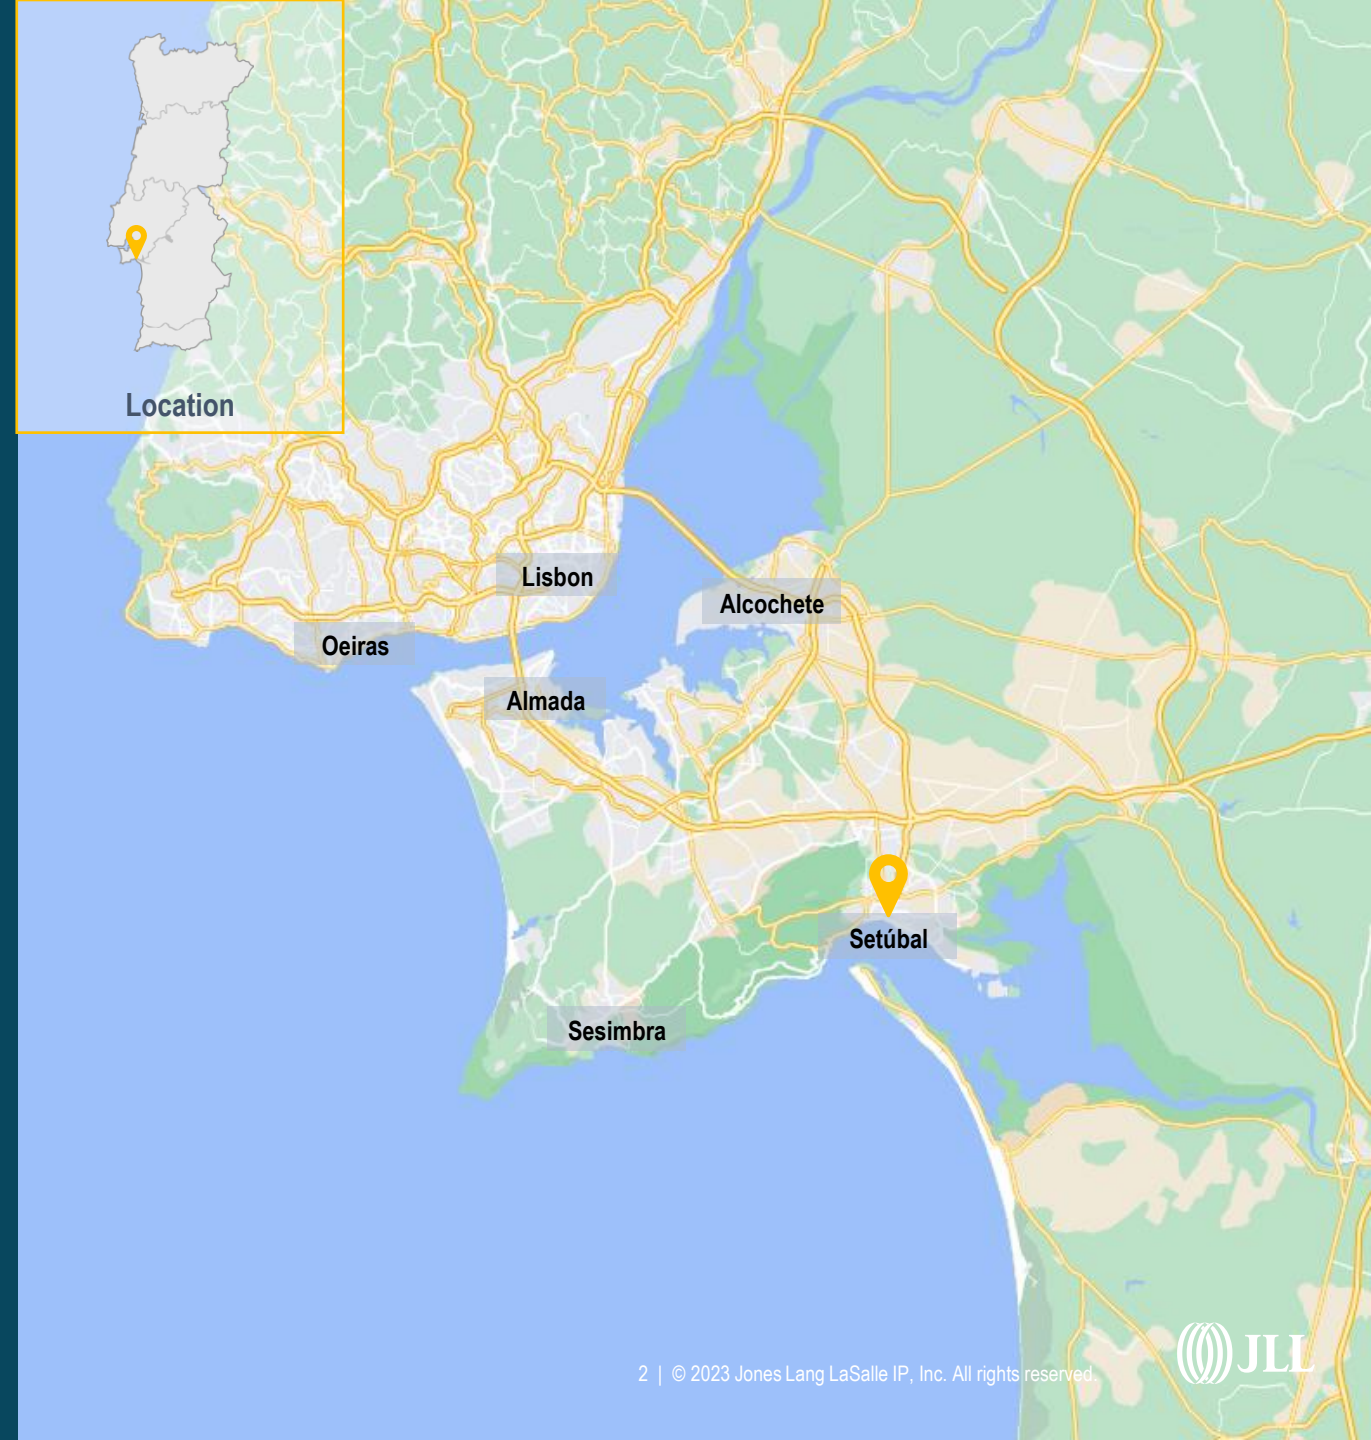 Location
Lisbon
Alcochete
Oeiras
Almada
Setúbal
Sesimbra
2 | © 2023 Jones Lang LaSalle IP, Inc. All rights reserved.
JLL